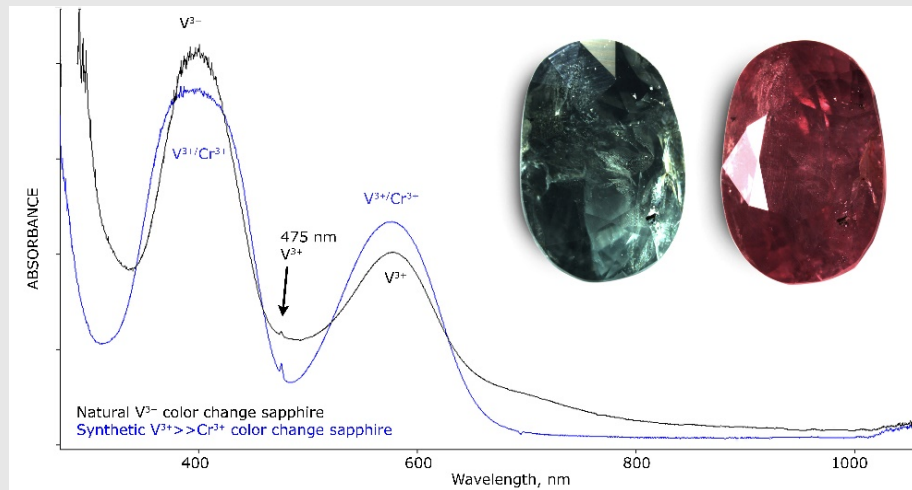 V³⁻
V³⁺/Cr³⁺
475 nm
V³⁺
V³⁺/Cr³⁻
V³⁺
ABSORBANCE
Natural V³⁻ color change sapphire
Synthetic V³⁺>>Cr³⁺ color change sapphire
400
600
800
1000
Wavelength, nm